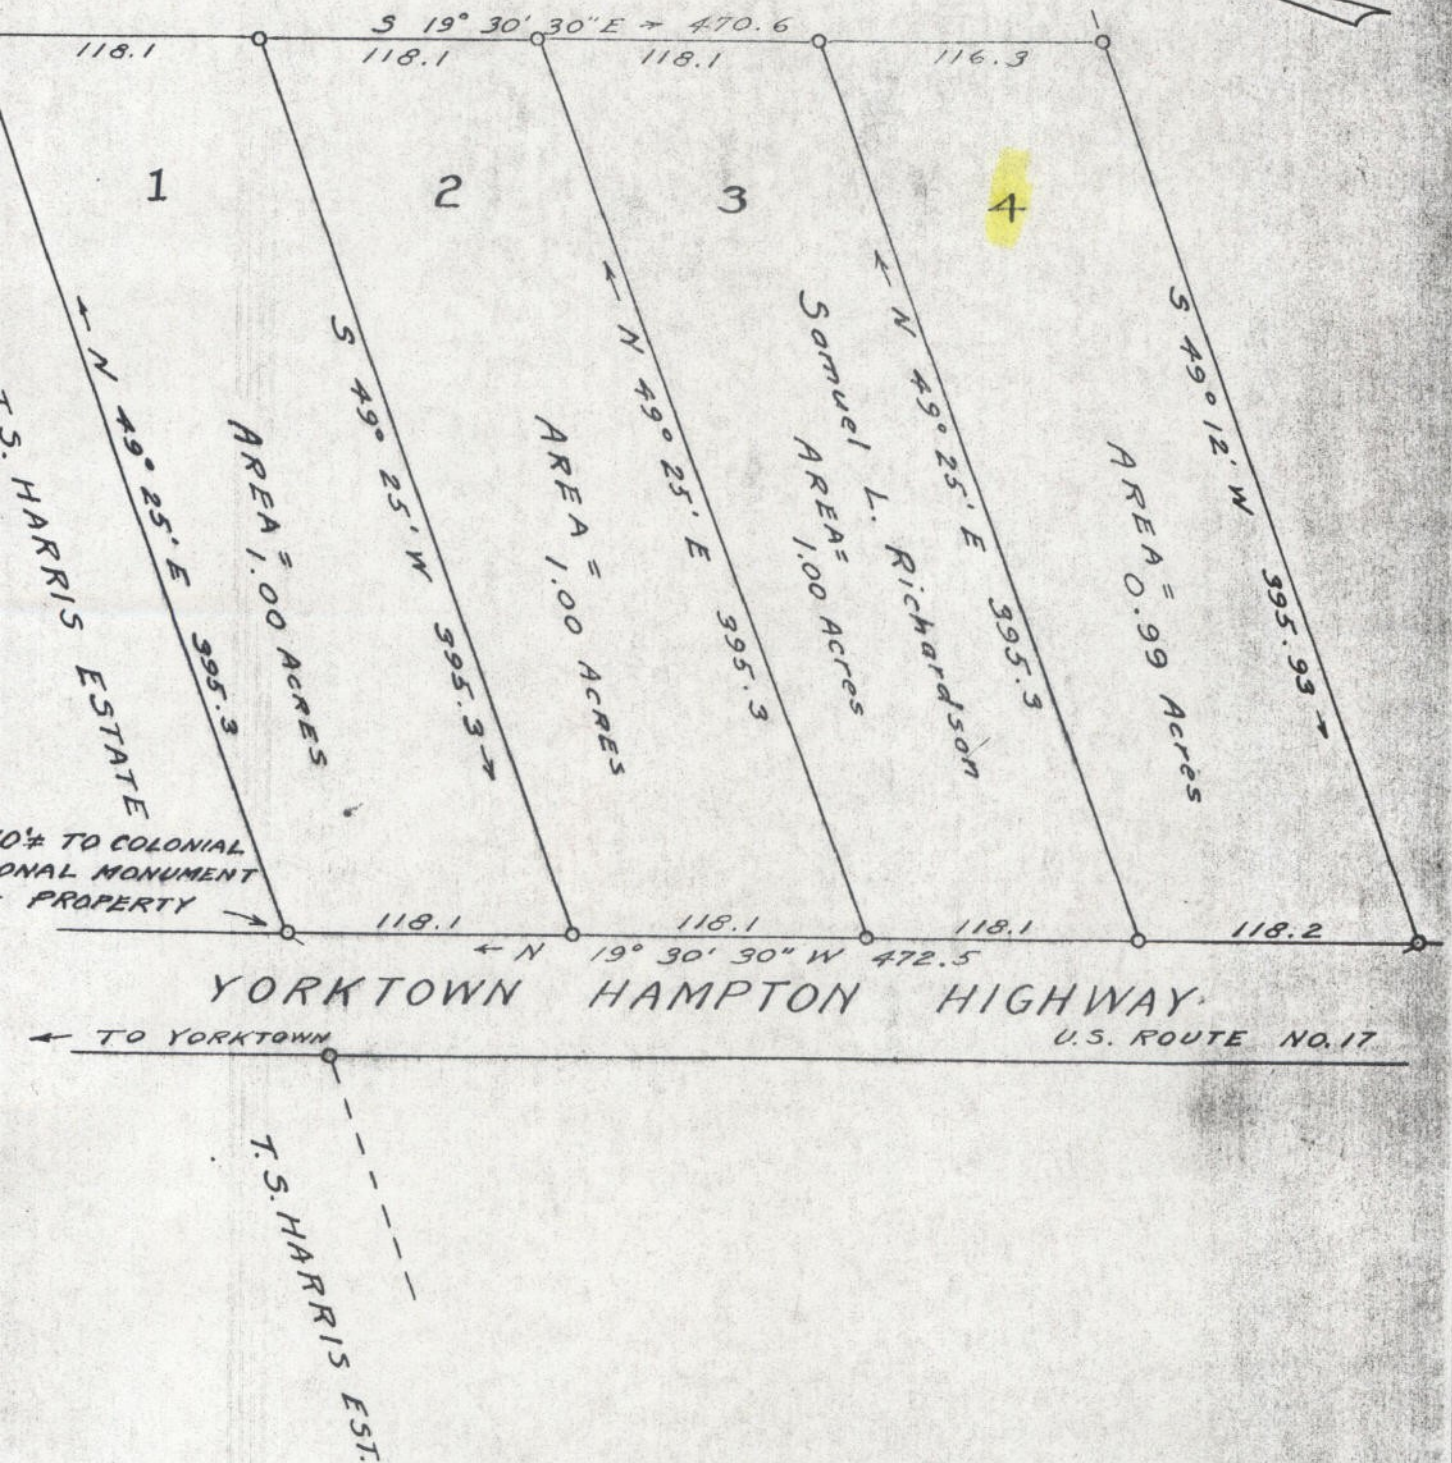 S 19° 30' 30" E → 470.6
118.1
118.1
118.1
116.3
1
2
3
4
← N 49° 25' E 395.3
S 49° 25' W 395.3 →
← N 49° 25' E 395.3
← N 49° 25' E 395.3
S 49° 12' W 395.93 →
T.S. HARRIS ESTATE
AREA =
1.00 ACRES
AREA =
1.00 ACRES
Samuel L. Richardson
AREA=
1.00 Acres
AREA =
0.99 Acres
TO COLONIAL
ONAL MONUMENT
PROPERTY →
118.1
118.1
118.1
118.2
← N 19° 30' 30" W 472.5
YORKTOWN HAMPTON HIGHWAY
← TO YORKTOWN
U.S. ROUTE NO. 17
T.S. HARRIS EST.